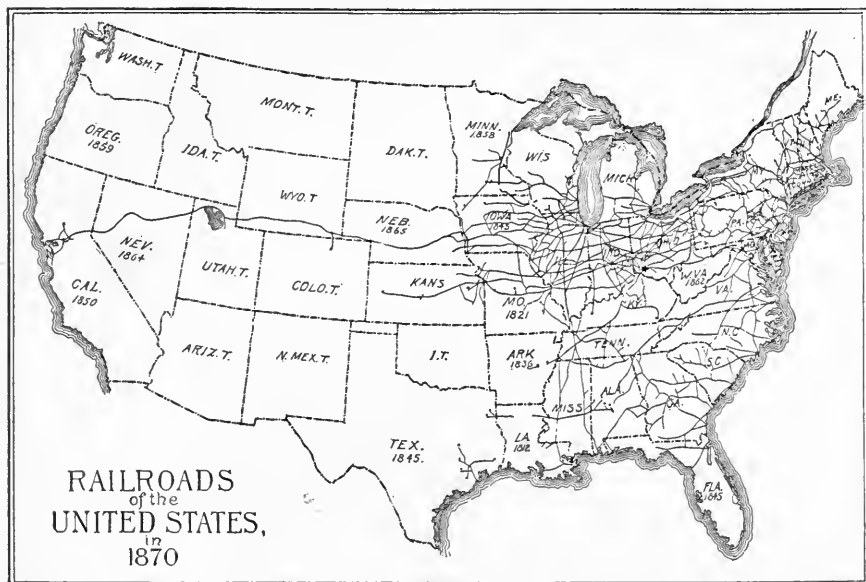 WASH.T.
MONT.T.
OREG.
1859
IDA.T.
DAK.T.
MINN.
1858
WIS
MICH
ME.
WYO.T
NEB.
1865
IOWA
1845
PA.
NEV.
1864
UTAH.T.
COLO.T.
KANS
MO.
1821
W.VA
1862
VA.
KY.
CAL.
1850
ARIZ.T.
N.MEX.T.
I.T.
ARK
1836
TENN.
N.C
S.C.
MISS
ALA.
GA.
TEX.
1845.
LA
1812
FLA.
1845
RAILROADS
of the
UNITED STATES,
in
1870